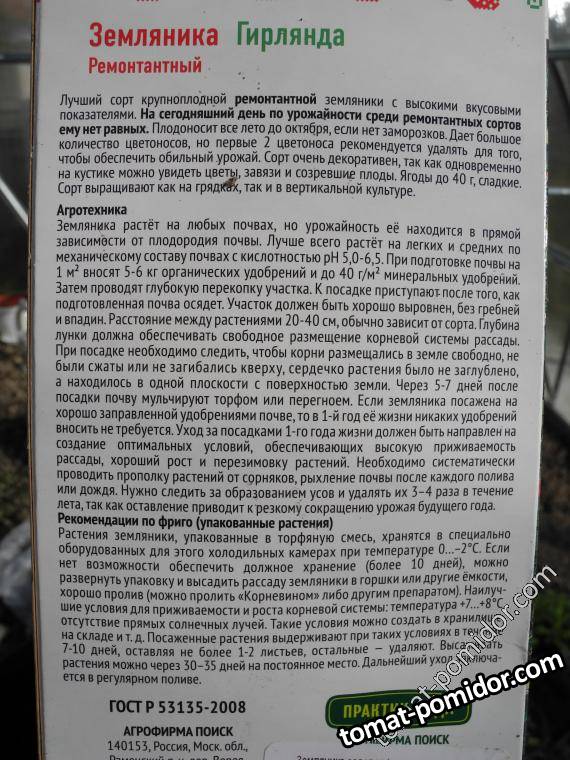 Земляника Гирлянда
Ремонтантный
Лучший сорт крупноплодной ремонтантной земляники с высокими вкусовыми
показателями. На сегодняшний день по урожайности среди ремонтантных сортов
ему нет равных. Плодоносит все лето до октября, если нет заморозков. Дает большое
количество цветоносов, но первые 2 цветоноса рекомендуется удалять для того,
чтобы обеспечить обильный урожай. Сорт очень декоративен, так как одновременно
на кустике можно увидеть цветы, завязи и созревшие плоды. Ягоды до 40 г, сладкие.
Сорт выращивают как на грядках, так и в вертикальной культуре.
Агротехника
Земляника растёт на любых почвах, но урожайность её находится в прямой
зависимости от плодородия почвы. Лучше всего растёт на легких и средних по
механическому составу почвах с кислотностью pH 5,0-6,5. При подготовке почвы на
1 м² вносят 5-6 кг органических удобрений и до 40 г/м² минеральных удобрений.
Затем проводят глубокую перекопку участка. К посадке приступают после того, как
подготовленная почва осядет. Участок должен быть хорошо выровнен, без гребней
и впадин. Расстояние между растениями 20-40 см, обычно зависит от сорта. Глубина
лунки должна обеспечивать свободное размещение корневой системы рассады.
При посадке необходимо следить, чтобы корни размещались в земле свободно, не
были сжаты или не загибались кверху, сердечко растения было не заглублено,
а находилось в одной плоскости с поверхностью земли. Через 5-7 дней после
посадки почву мульчируют торфом или перегноем. Если земляника посажена на
хорошо заправленной удобрениями почве, то в 1-й год её жизни никаких удобрений
вносить не требуется. Уход за посадками 1-го года жизни должен быть направлен на
создание оптимальных условий, обеспечивающих высокую приживаемость
рассады, хороший рост и перезимовку растений. Необходимо систематически
проводить прополку растений от сорняков, рыхление почвы после каждого полива
или дождя. Нужно следить за образованием усов и удалять их 3–4 раза в течение
лета, так как оставление приводит к резкому сокращению урожая будущего года.
Рекомендации по фриго (упакованные растения)
Растения земляники, упакованные в торфяную смесь, хранятся в специально
оборудованных для этого холодильных камерах при температуре 0...–2°С. Если
нет возможности обеспечить должное хранение (более 10 дней), можно
развернуть упаковку и высадить рассаду земляники в горшки или другие ёмкости,
хорошо пролив (можно пролить «Корневином» либо другим препаратом). Наилуч-
шие условия для приживаемости и роста корневой системы: температура +7...+8°С,
отсутствие прямых солнечных лучей. Такие условия можно создать в хранилище,
на складе и т. д. Посаженные растения выдерживают при таких условиях в течение
7-10 дней, оставляя не более 1-2 листьев, остальные – удаляют. Высаживать
растения можно через 30–35 дней на постоянное место. Дальнейший уход заключа-
ется в регулярном поливе.
ГОСТ Р 53135-2008
АГРОФИРМА ПОИСК
140153, Россия, Моск. обл.,
ПОИСК
tomat-pomidor.com
tomat-pomidor.com